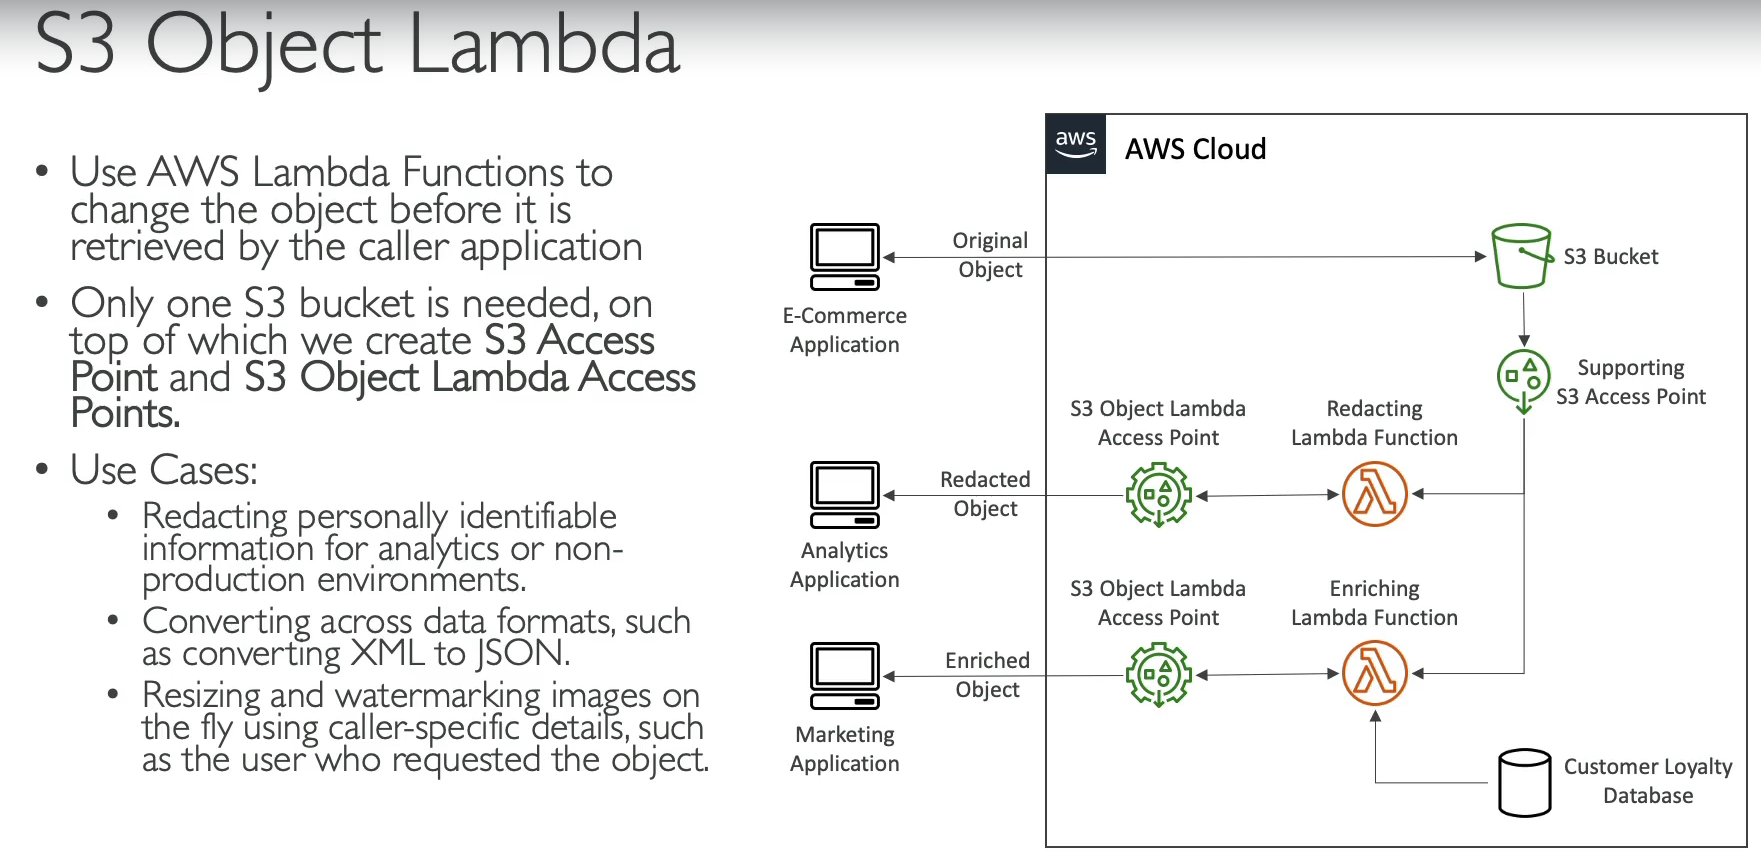 S3 Object Lambda
• Use AWS Lambda Functions to
change the object before it is
retrieved by the caller application
• Only one S3 bucket is needed, on
top of which we create S3 Access
Point and S3 Object Lambda Access
Points.
• Use Cases:
• Redacting personally identifiable
information for analytics or non-
production environments.
• Converting across data formats, such
as converting XML to JSON.
• Resizing and watermarking images on
the fly using caller-specific details, such
as the user who requested the object.
aws
AWS Cloud
Original
Object
S3 Bucket
E-Commerce
Application
Supporting
S3 Access Point
S3 Object Lambda
Access Point
Redacting
Lambda Function
Redacted
Object
Analytics
Application
S3 Object Lambda
Access Point
Enriching
Lambda Function
Enriched
Object
Marketing
Application
Customer Loyalty
Database